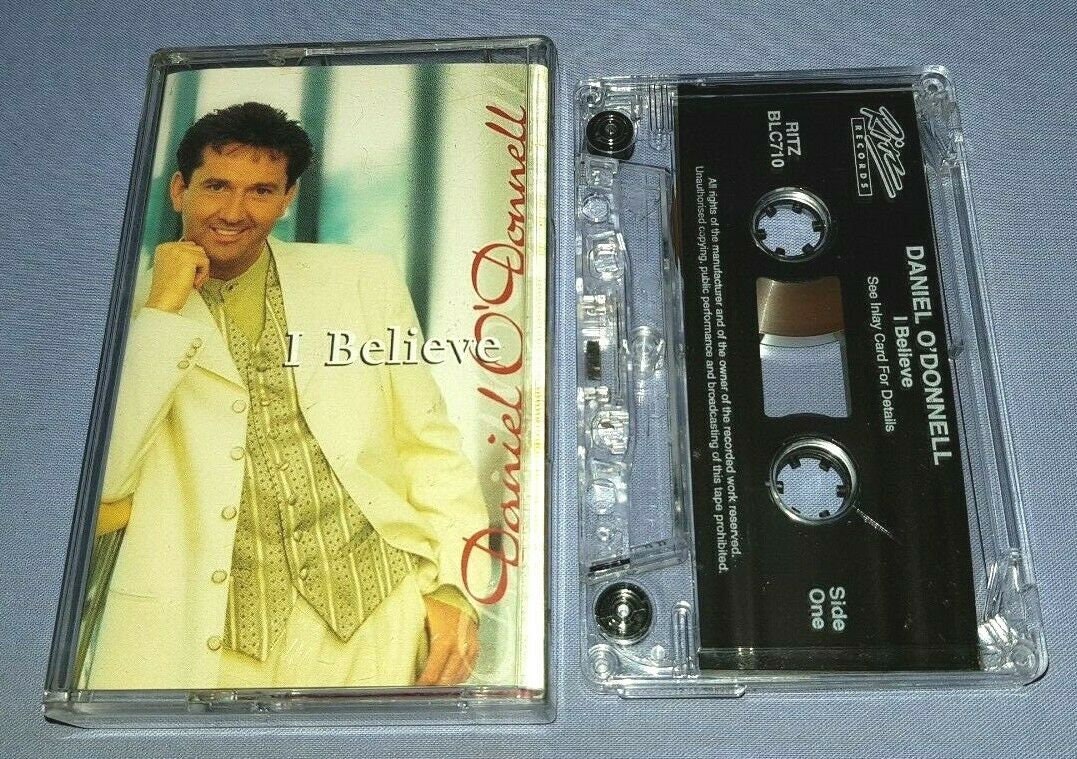 I Believe
Daniel O'Donnell
Ritz
RECORDS
RITZ
BLC710
DANIEL O'DONNELL
I Believe
See Inlay Card For Details
All rights of the manufacturer and of the owner of the recorded work reserved.
Unauthorised copying, public performance and broadcasting of this tape prohibited.
Side
One